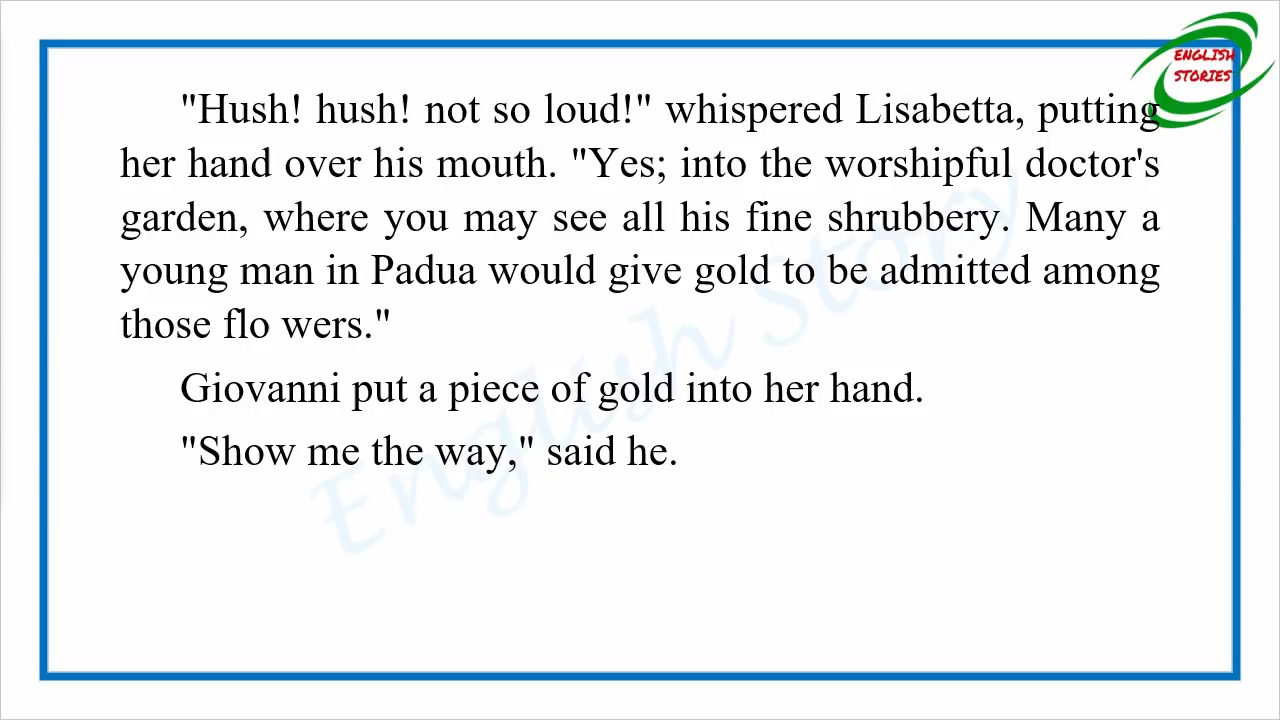 ENGLISH
STORIES
"Hush! hush! not so loud!" whispered Lisabetta, putting
her hand over his mouth. "Yes; into the worshipful doctor's
garden, where you may see all his fine shrubbery. Many a
young man in Padua would give gold to be admitted among
those flo wers."
Giovanni put a piece of gold into her hand.
"Show me the way," said he.
English Story